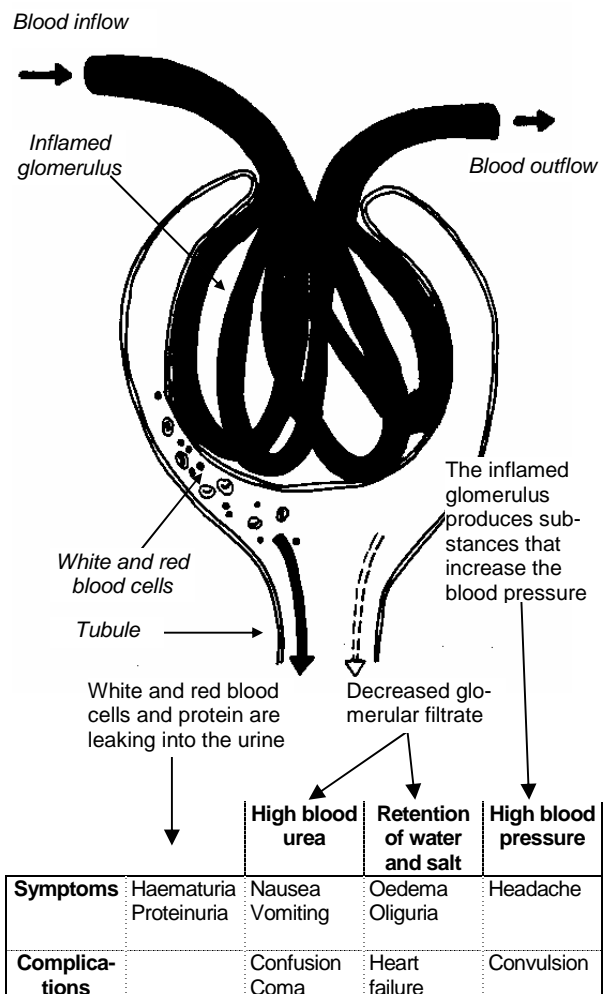 Blood inflow
Inflamed
glomerulus
Blood outflow
The inflamed
glomerulus
produces sub-
stances that
increase the
blood pressure
White and red
blood cells
Tubule
White and red blood
cells and protein are
leaking into the urine
Decreased glo-
merular filtrate
High blood
urea
Retention
of water
and salt
High blood
pressure
Symptoms
Haematuria
Proteinuria
Nausea
Vomiting
Oedema
Oliguria
Headache
Complica-
tions
Confusion
Coma
Heart
failure
Convulsion